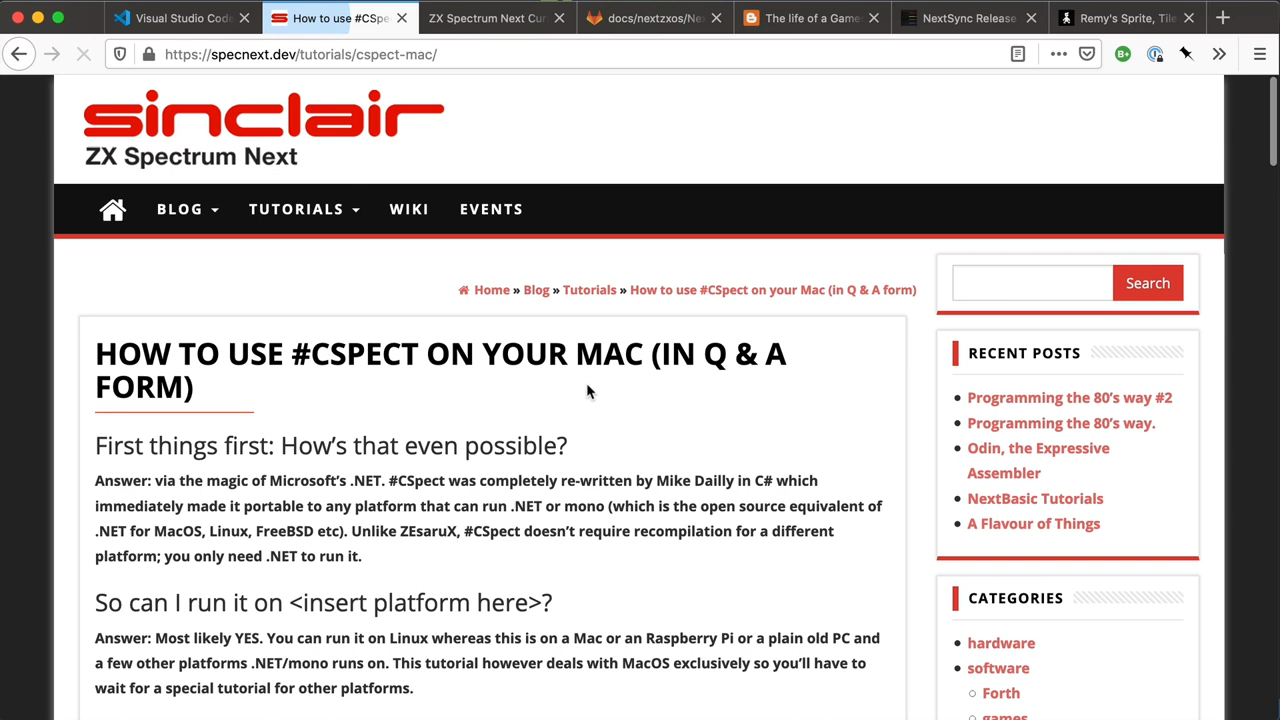 Visual Studio Code
How to use #CSpe
ZX Spectrum Next Cur
docs/nextzxos/Nex
The life of a Game
NextSync Release
Remy's Sprite, Tile
https://specnext.dev/tutorials/cspect-mac/
B+
sinclair
ZX Spectrum Next
BLOG
TUTORIALS
WIKI
EVENTS
Home » Blog » Tutorials » How to use #CSpect on your Mac (in Q & A form)
Search
HOW TO USE #CSPECT ON YOUR MAC (IN Q & A
FORM)
First things first: How's that even possible?
Answer: via the magic of Microsoft's .NET. #CSpect was completely re-written by Mike Dailly in C# which
immediately made it portable to any platform that can run .NET or mono (which is the open source equivalent of
.NET for MacOS, Linux, FreeBSD etc). Unlike ZEsaruX, #CSpect doesn't require recompilation for a different
platform; you only need .NET to run it.
So can I run it on <insert platform here>?
Answer: Most likely YES. You can run it on Linux whereas this is on a Mac or an Raspberry Pi or a plain old PC and
a few other platforms .NET/mono runs on. This tutorial however deals with MacOS exclusively so you'll have to
wait for a special tutorial for other platforms.
RECENT POSTS
Programming the 80's way #2
Programming the 80's way.
Odin, the Expressive
Assembler
NextBasic Tutorials
A Flavour of Things
CATEGORIES
hardware
software
Forth
games